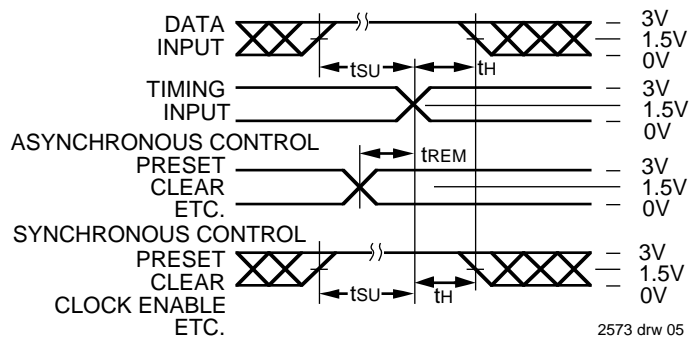 DATA
INPUT
tSU
tH
3V
1.5V
0V
TIMING
INPUT
3V
1.5V
0V
ASYNCHRONOUS CONTROL
PRESET
CLEAR
ETC.
tREM
3V
1.5V
0V
SYNCHRONOUS CONTROL
PRESET
CLEAR
CLOCK ENABLE
ETC.
tSU
tH
3V
1.5V
0V
2573 drw 05